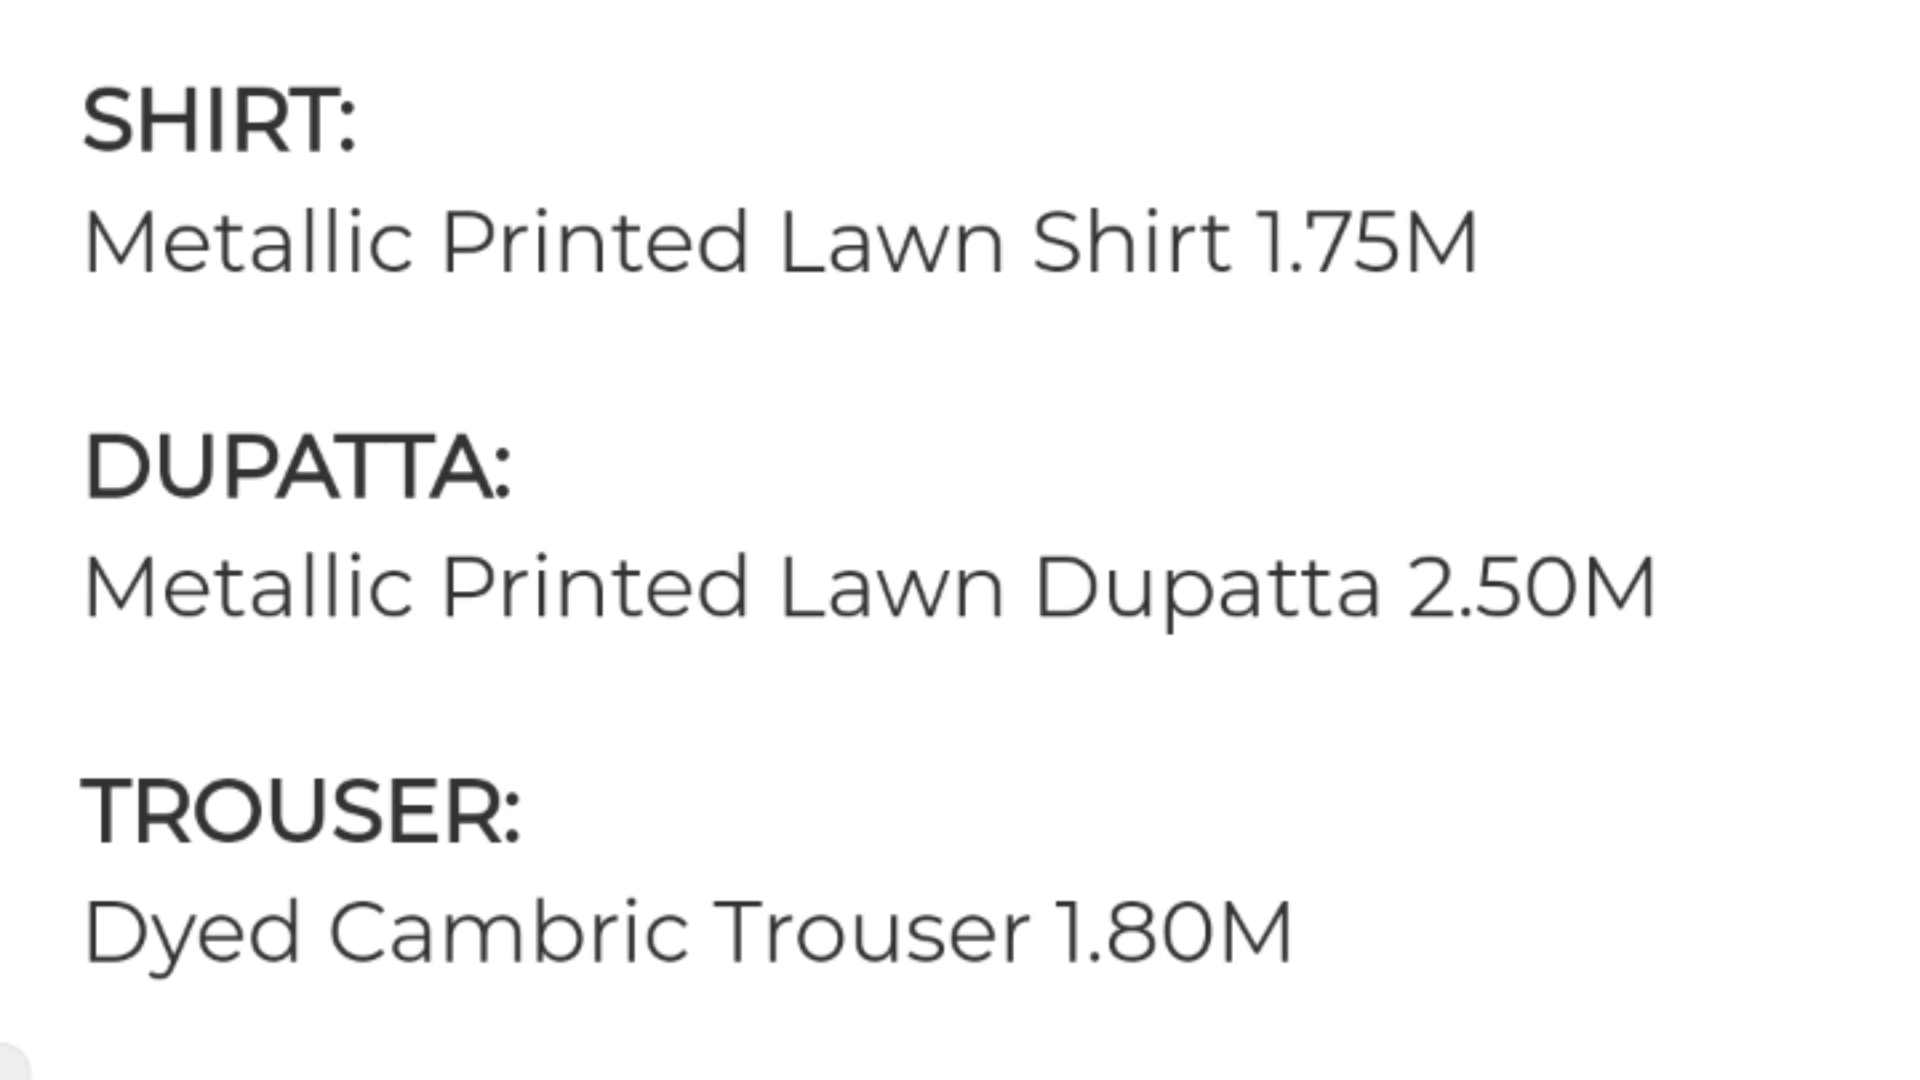 SHIRT:
Metallic Printed Lawn Shirt 1.75M
DUPATTA:
Metallic Printed Lawn Dupatta 2.50M
TROUSER:
Dyed Cambric Trouser 1.80M